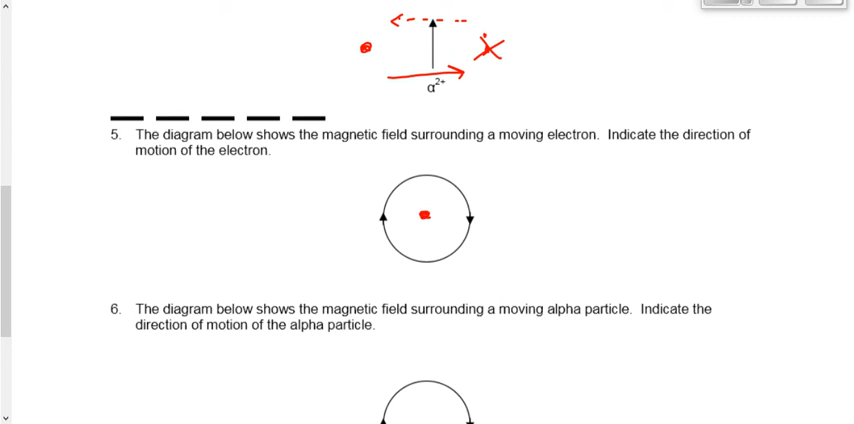 α²⁺
5. The diagram below shows the magnetic field surrounding a moving electron. Indicate the direction of
motion of the electron.
6. The diagram below shows the magnetic field surrounding a moving alpha particle. Indicate the
direction of motion of the alpha particle.